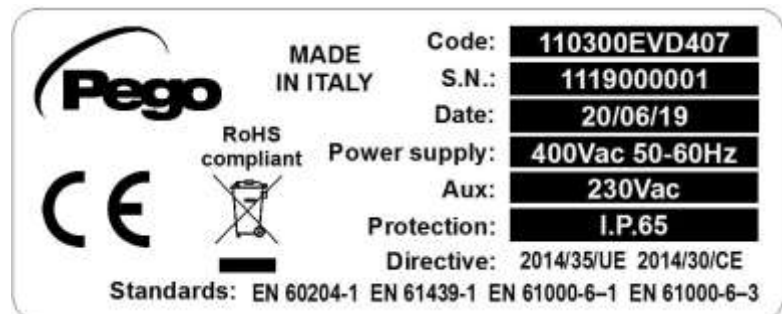 Pego
MADE
IN ITALY
RoHS
compliant
CE
Code: 110300EVD407
S.N.: 1119000001
Date: 20/06/19
Power supply: 400Vac 50-60Hz
Aux: 230Vac
Protection: I.P.65
Directive: 2014/35/UE 2014/30/CE
Standards: EN 60204-1 EN 61439-1 EN 61000-6–1 EN 61000-6–3